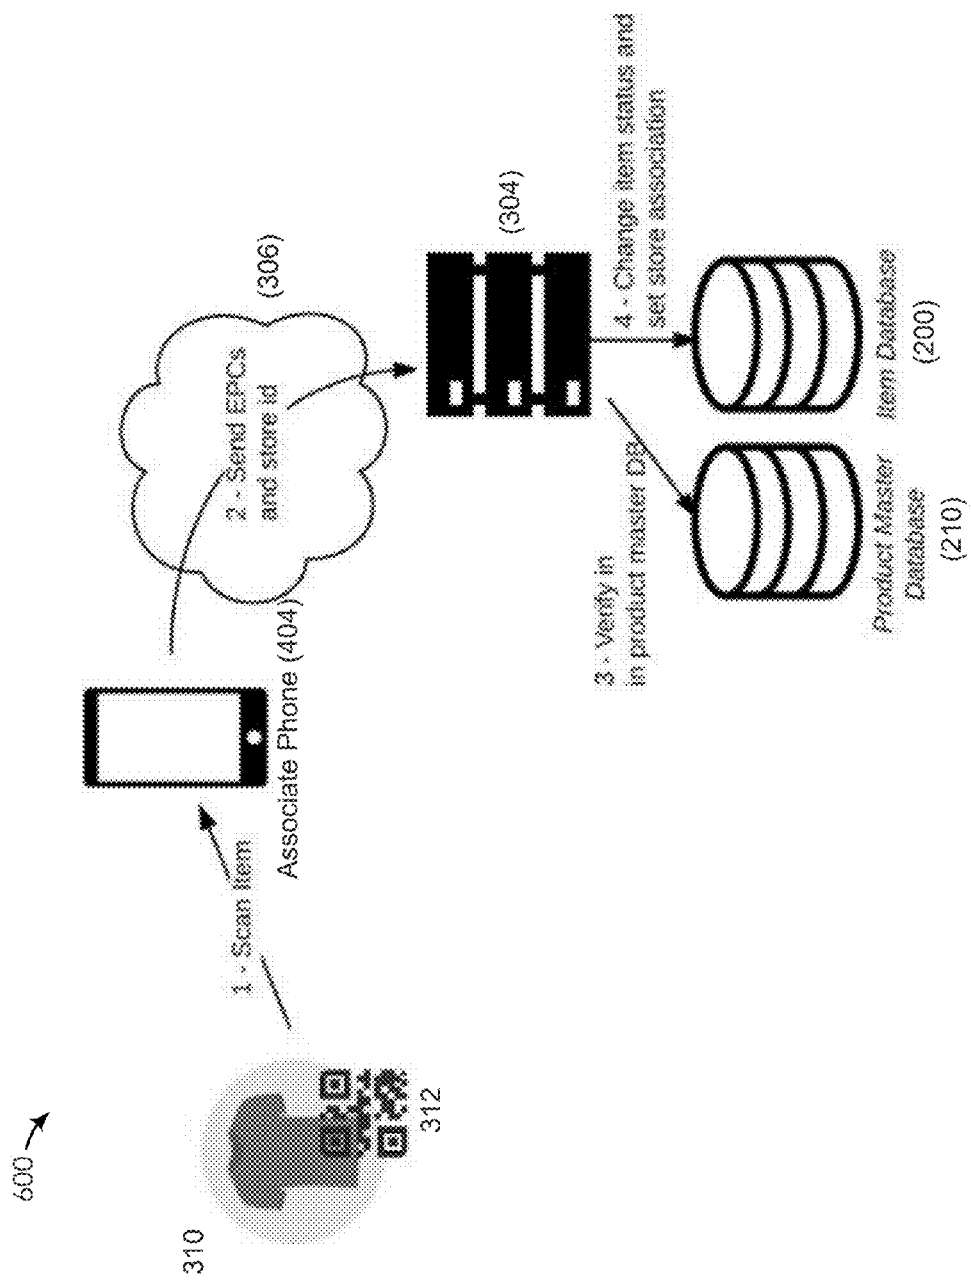 600
310
312
1 - Scan Item
Associate Phone (404)
2 - Send EPCs
and store id
(306)
(304)
3 - Verify in
in product master DB
4 - Change item status and
set store association
Product Master
Database
(210)
Item Database
(200)